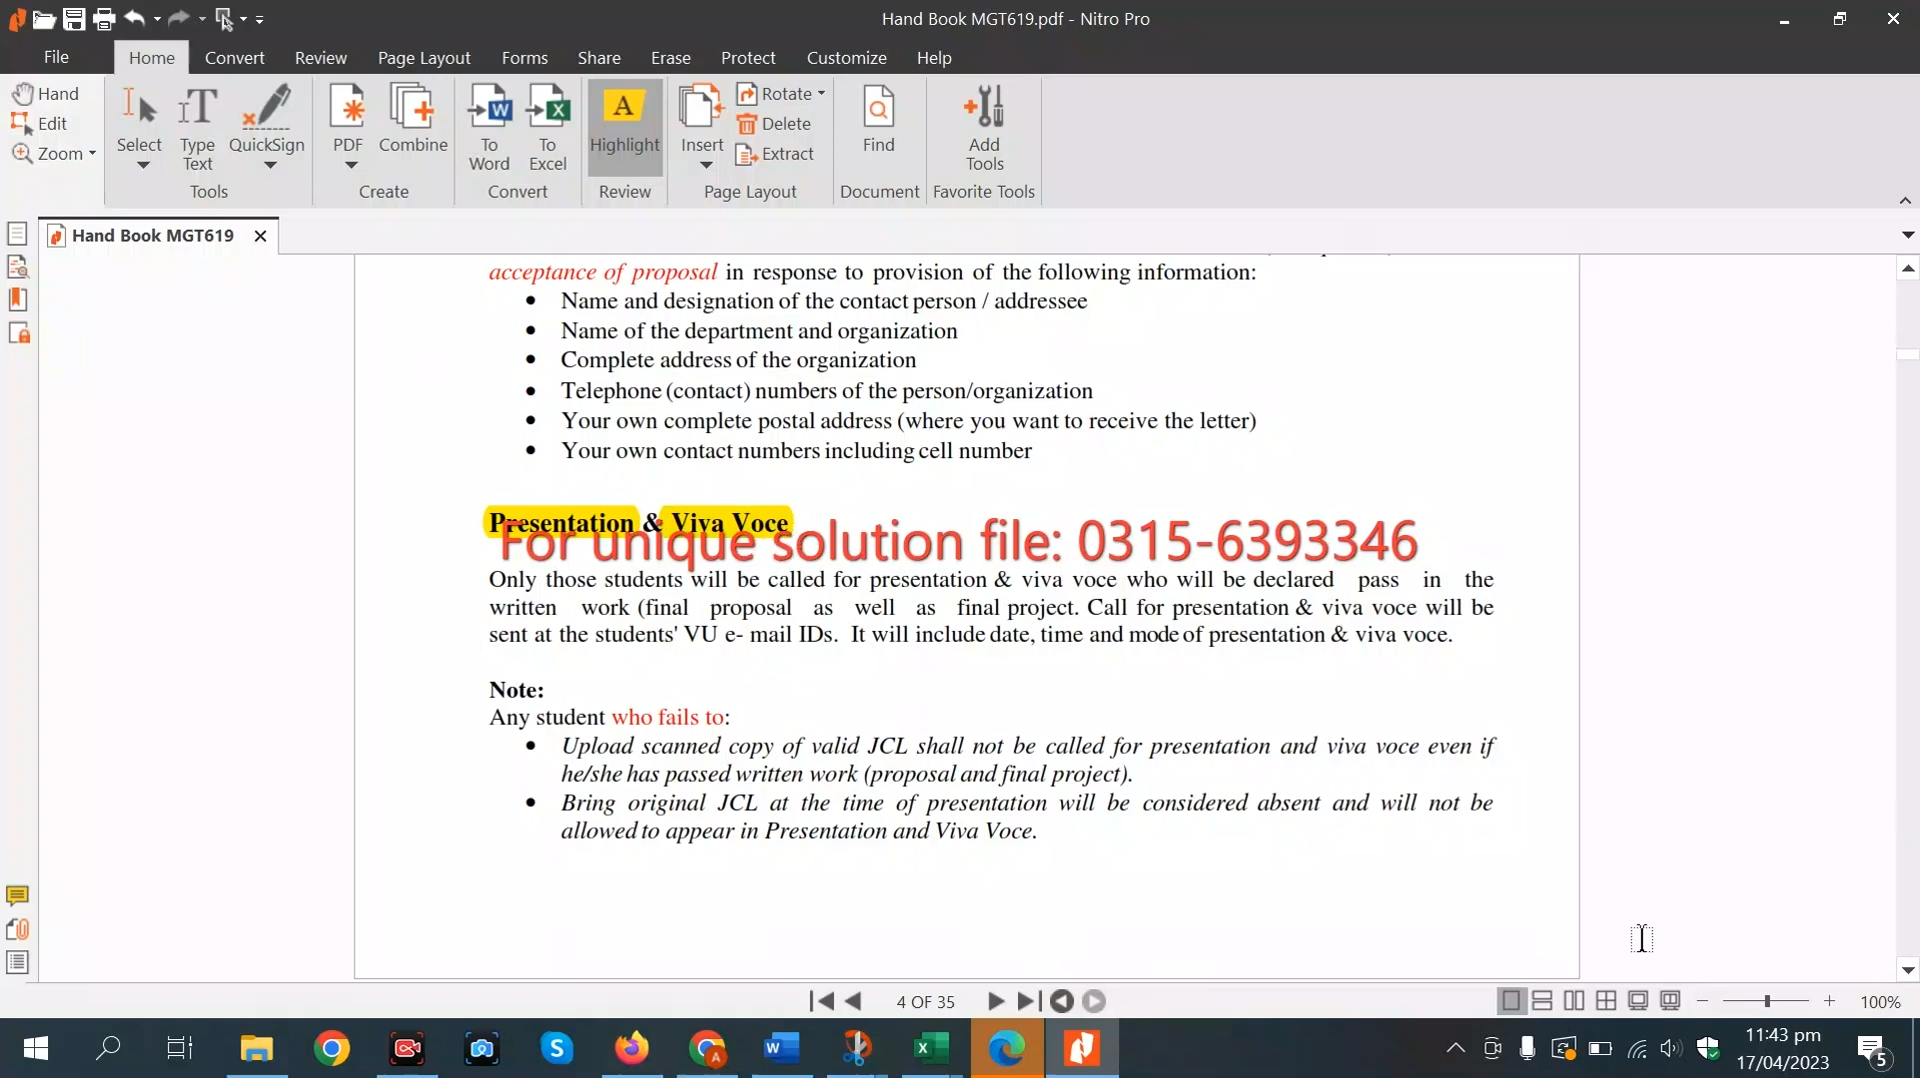 Hand Book MGT619.pdf - Nitro Pro
File Home Convert Review Page Layout Forms Share Erase Protect Customize Help
Hand
Edit
Zoom
Select
Type Text
QuickSign
Tools
PDF
Combine
Create
To Word
To Excel
Convert
Highlight
Review
Insert
Rotate
Delete
Extract
Page Layout
Find
Document
Add Tools
Favorite Tools
Hand Book MGT619
acceptance of proposal in response to provision of the following information:
• Name and designation of the contact person / addressee
• Name of the department and organization
• Complete address of the organization
• Telephone (contact) numbers of the person/organization
• Your own complete postal address (where you want to receive the letter)
• Your own contact numbers including cell number
Presentation & Viva Voce
For unique solution file: 0315-6393346
Only those students will be called for presentation & viva voce who will be declared pass in the
written work (final proposal as well as final project. Call for presentation & viva voce will be
sent at the students' VU e- mail IDs. It will include date, time and mode of presentation & viva voce.
Note:
Any student who fails to:
• Upload scanned copy of valid JCL shall not be called for presentation and viva voce even if
he/she has passed written work (proposal and final project).
• Bring original JCL at the time of presentation will be considered absent and will not be
allowed to appear in Presentation and Viva Voce.
4 OF 35
100%
11:43 pm
17/04/2023
5